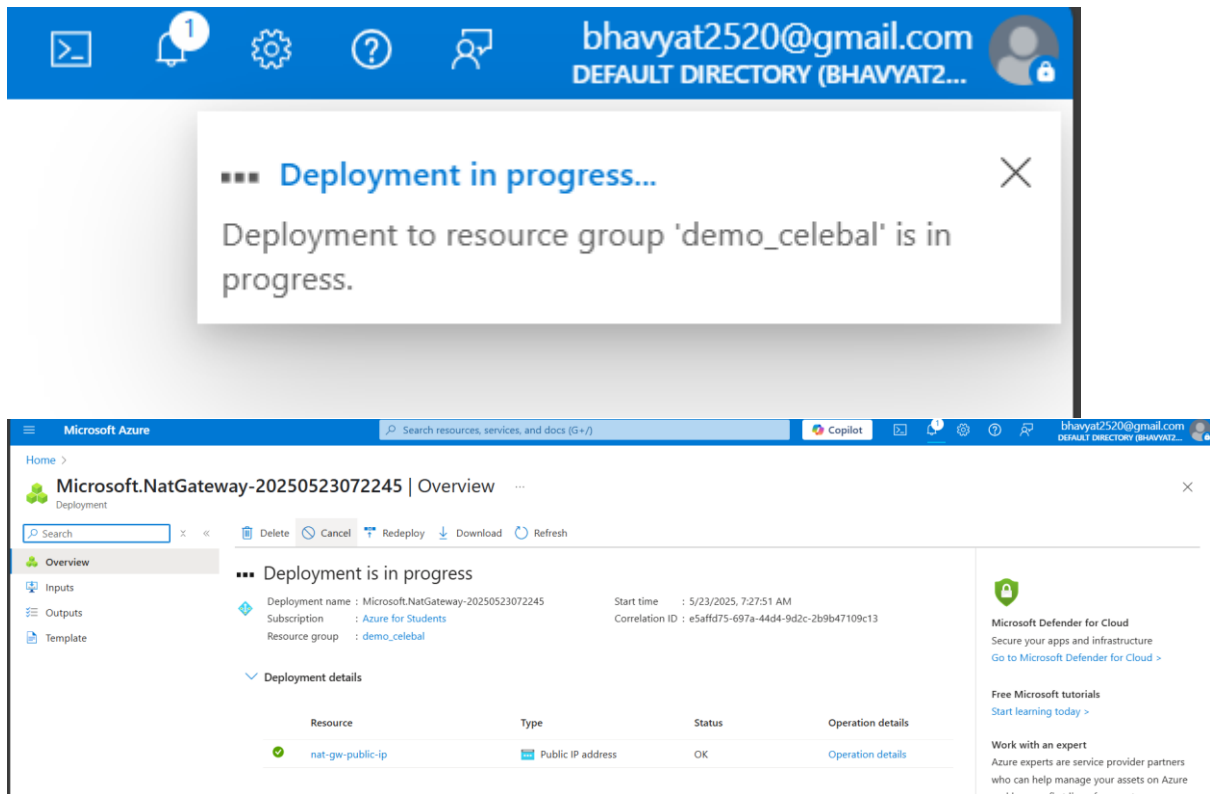 1
bhavyat2520@gmail.com
DEFAULT DIRECTORY (BHAVYAT2...
Deployment in progress...
Deployment to resource group 'demo_celebal' is in
progress.
Microsoft Azure
Search resources, services, and docs (G+/)
Copilot
1
bhavyat2520@gmail.com
DEFAULT DIRECTORY (BHAVYAT2...
Home >
Microsoft.NatGateway-20250523072245 | Overview ...
Deployment
Search
Delete Cancel Redeploy Download Refresh
Overview
Inputs
Outputs
Template
Deployment is in progress
Deployment name : Microsoft.NatGateway-20250523072245
Subscription : Azure for Students
Resource group : demo_celebal
Start time : 5/23/2025, 7:27:51 AM
Correlation ID : e5affd75-697a-44d4-9d2c-2b9b47109c13
Deployment details
Resource Type Status Operation details
nat-gw-public-ip Public IP address OK Operation details
Microsoft Defender for Cloud
Secure your apps and infrastructure
Go to Microsoft Defender for Cloud >
Free Microsoft tutorials
Start learning today >
Work with an expert
Azure experts are service provider partners
who can help manage your assets on Azure